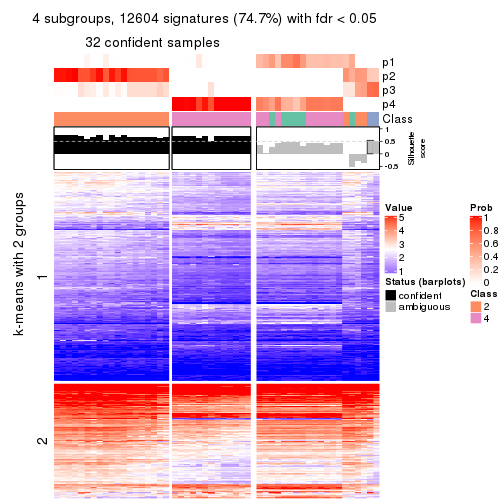 4 subgroups, 12604 signatures (74.7%) with fdr < 0.05
32 confident samples
p1
p2
p3
p4
Class
1
0.5
0
-0.5
Silhouette
score
k-means with 2 groups
1
2
Value
5
4
3
2
1
Prob
1
0.8
0.6
0.4
0.2
0
Status (barplots)
confident
ambiguous
Class
2
4